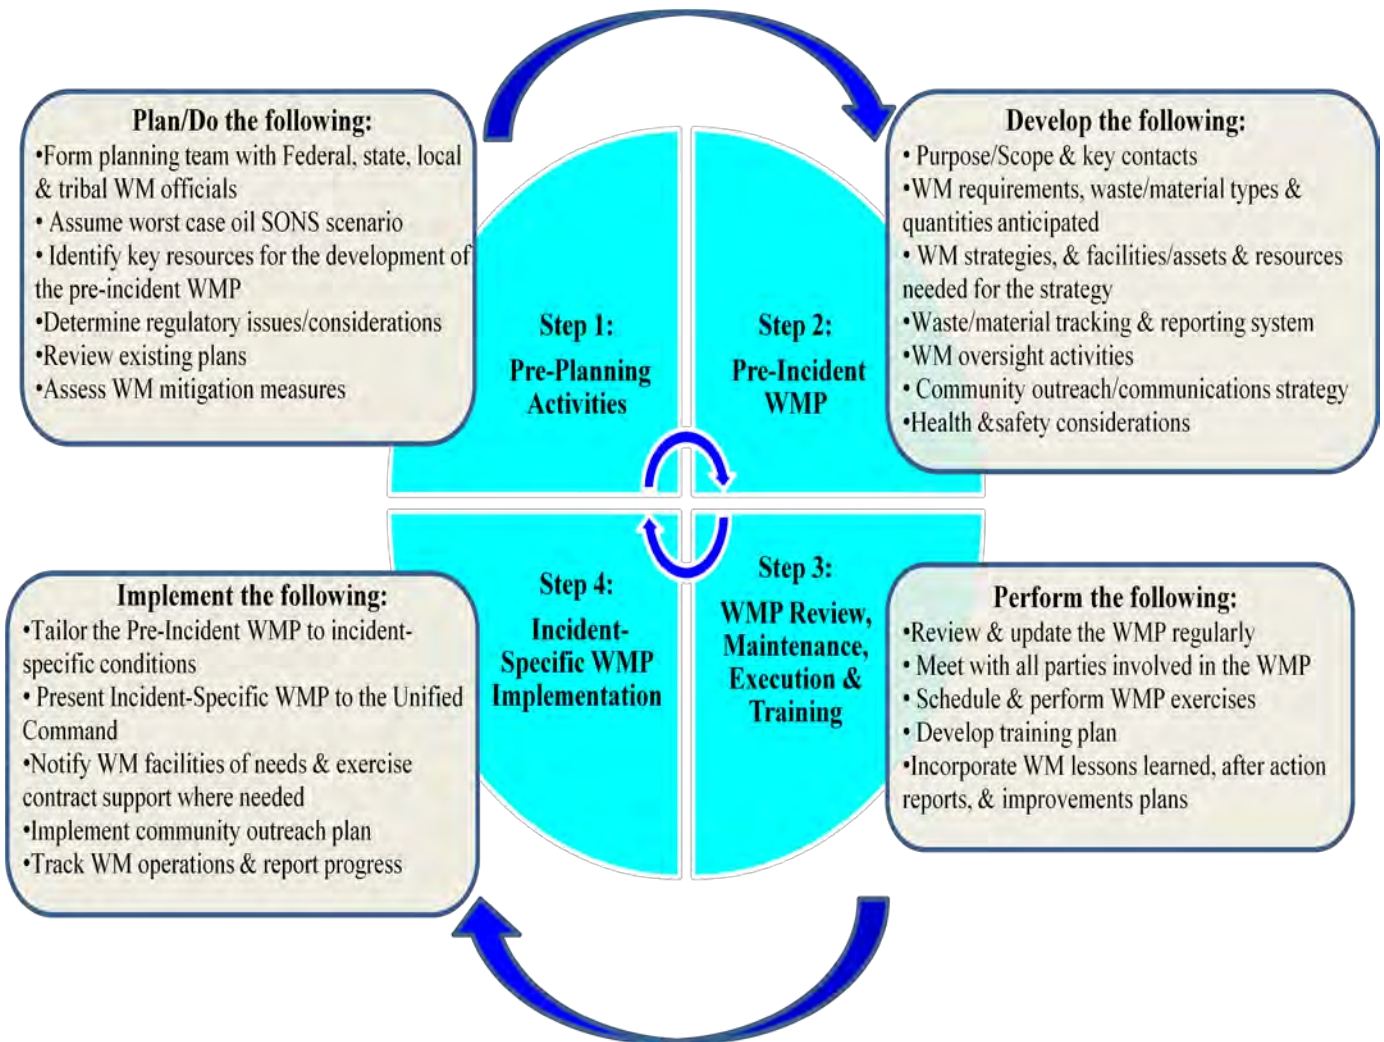 Plan/Do the following:
•Form planning team with Federal, state, local
& tribal WM officials
• Assume worst case oil SONS scenario
• Identify key resources for the development of
the pre-incident WMP
•Determine regulatory issues/considerations
•Review existing plans
•Assess WM mitigation measures
Develop the following:
• Purpose/Scope & key contacts
•WM requirements, waste/material types &
quantities anticipated
•WM strategies, & facilities/assets & resources
needed for the strategy
•Waste/material tracking & reporting system
•WM oversight activities
• Community outreach/communications strategy
•Health &safety considerations
Step 1:
Pre-Planning
Activities
Step 2:
Pre-Incident
WMP
Step 4:
Incident-
Specific WMP
Implementation
Step 3:
WMP Review,
Maintenance,
Execution &
Training
Implement the following:
•Tailor the Pre-Incident WMP to incident-
specific conditions
• Present Incident-Specific WMP to the Unified
Command
•Notify WM facilities of needs & exercise
contract support where needed
•Implement community outreach plan
•Track WM operations & report progress
Perform the following:
•Review & update the WMP regularly
• Meet with all parties involved in the WMP
•Schedule & perform WMP exercises
• Develop training plan
•Incorporate WM lessons learned, after action
reports, & improvements plans